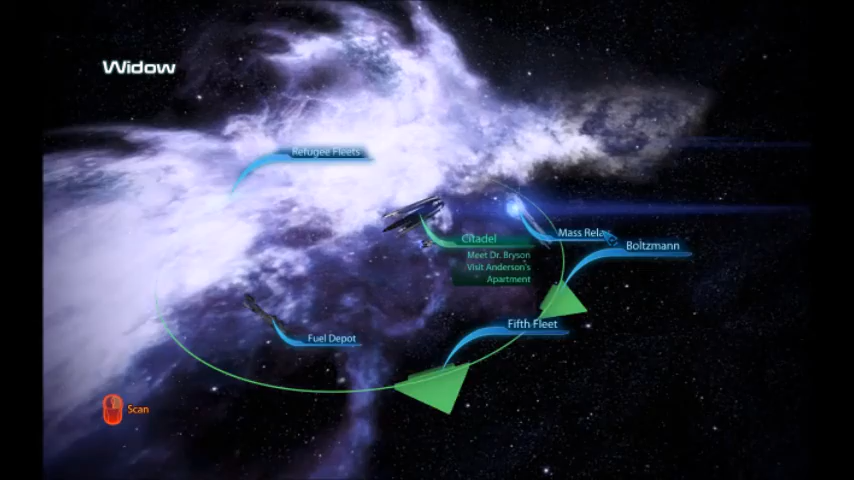 Widow
Refugee Fleets
Citadel
Meet Dr. Bryson
Visit Anderson's
Apartment
Mass Rela
Boltzmann
Fifth Fleet
Fuel Depot
Scan